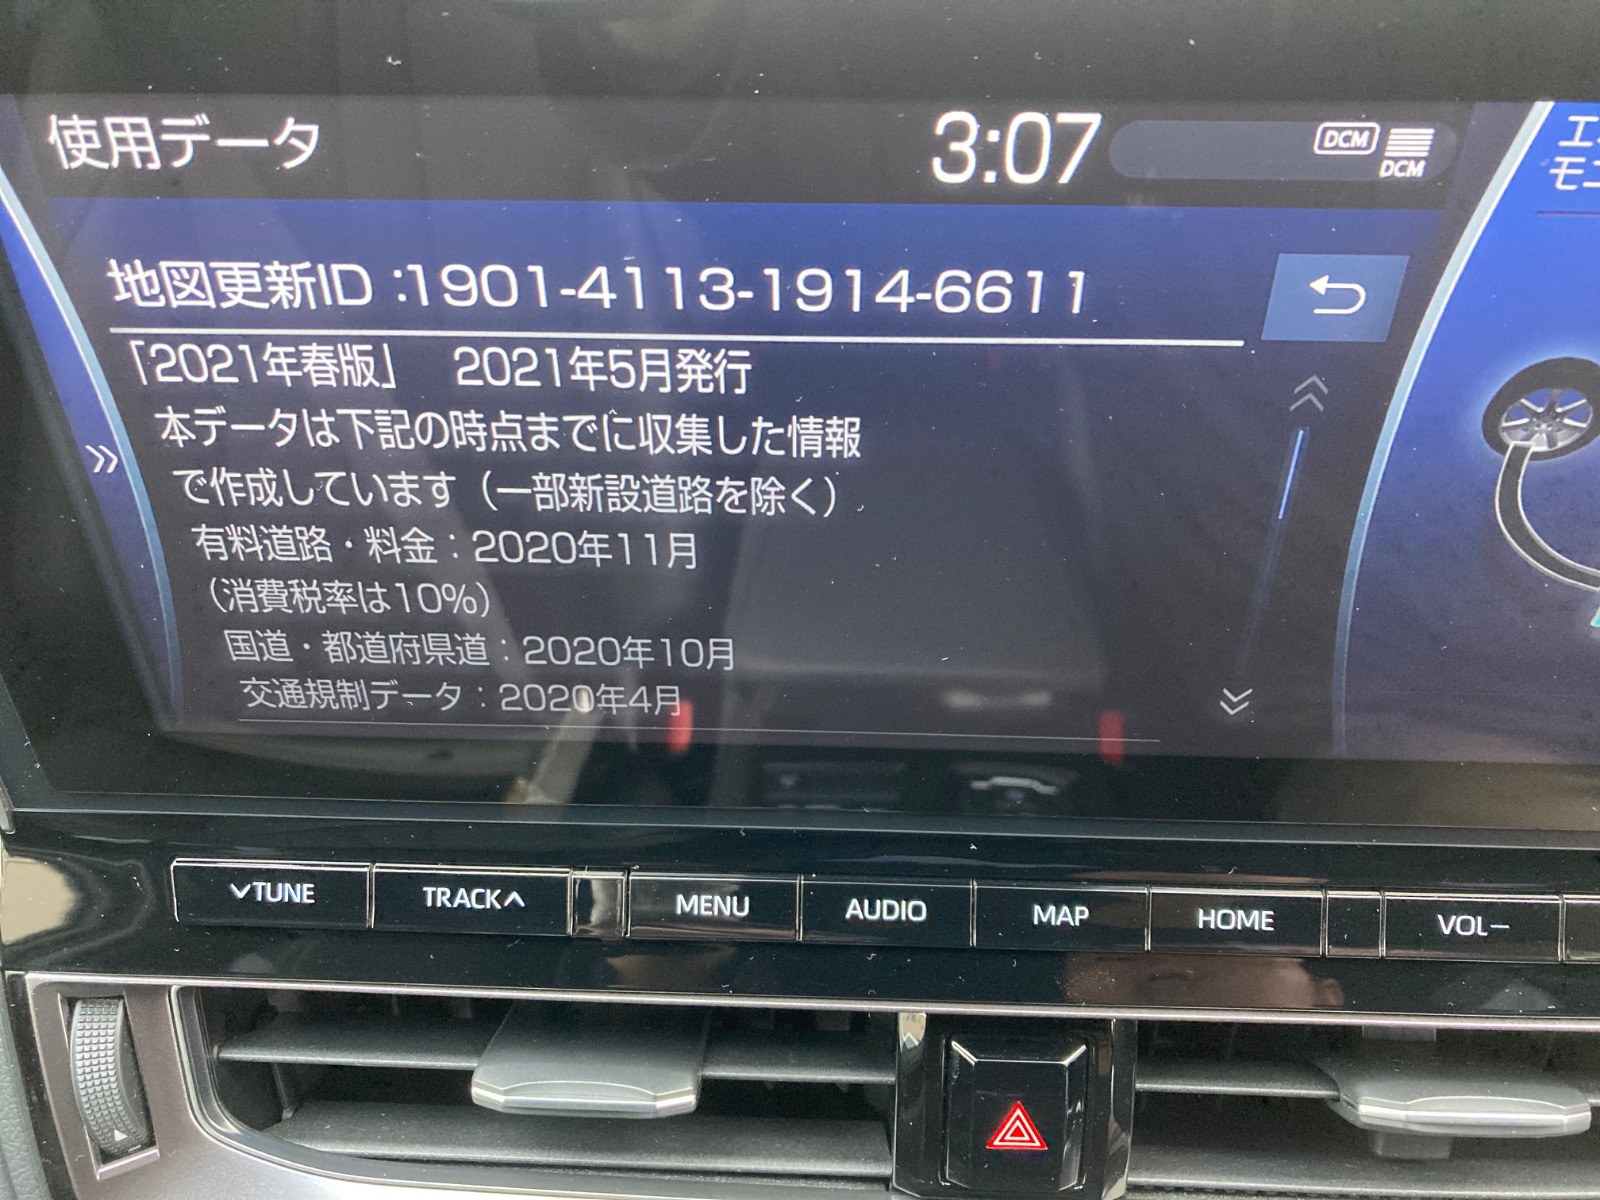 使用データ
3:07
DCM
DCM
地図更新ID :1901-4113-1914-6611
「2021年春版」 2021年5月発行
本データは下記の時点までに収集した情報
で作成しています（一部新設道路を除く）
有料道路・料金：2020年11月
（消費税率は10%）
国道・都道府県道：2020年10月
交通規制データ：2020年4月
TUNE
TRACK
MENU
AUDIO
MAP
HOME
VOL−